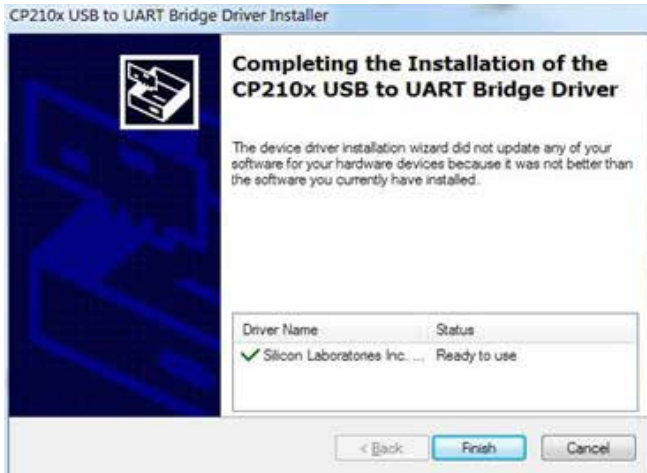 CP210x USB to UART Bridge Driver Installer
Completing the Installation of the
CP210x USB to UART Bridge Driver
The device driver installation wizard did not update any of your
software for your hardware devices because it was not better than
the software you currently have installed.
Driver Name Status
Silicon Laboratories Inc. ... Ready to use
< Back Finish Cancel